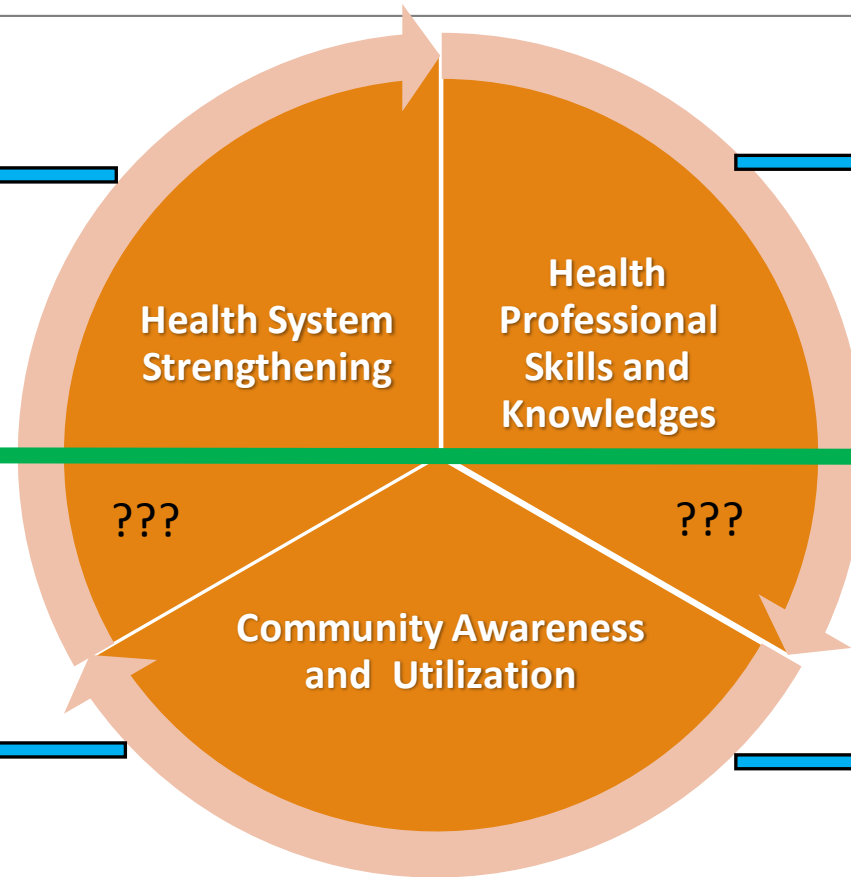 Health System
Strengthening
Health
Professional
Skills and
Knowledges
???
???
Community Awareness
and  Utilization